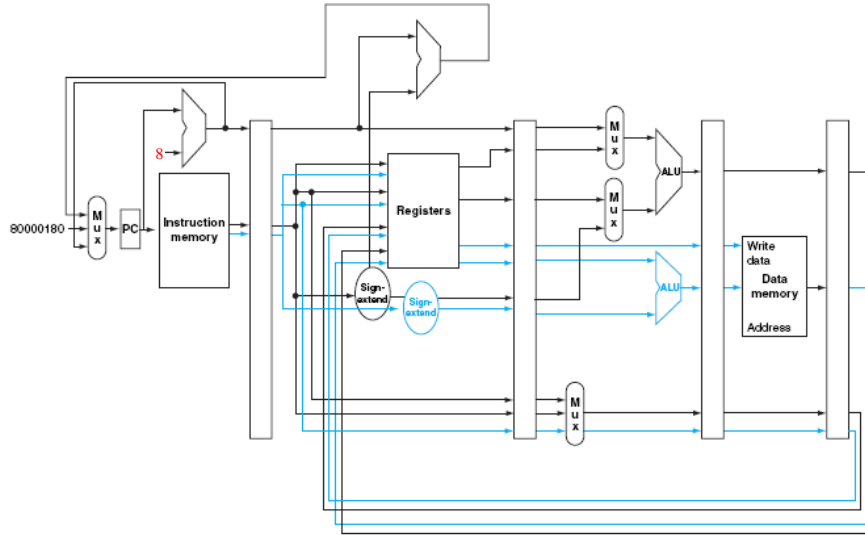 8
80000180
M
u
x
PC
Instruction
memory
Registers
Sign-
extend
Sign-
extend
M
u
x
M
u
x
ALU
ALU
M
u
x
Write
data
Data
memory
Address